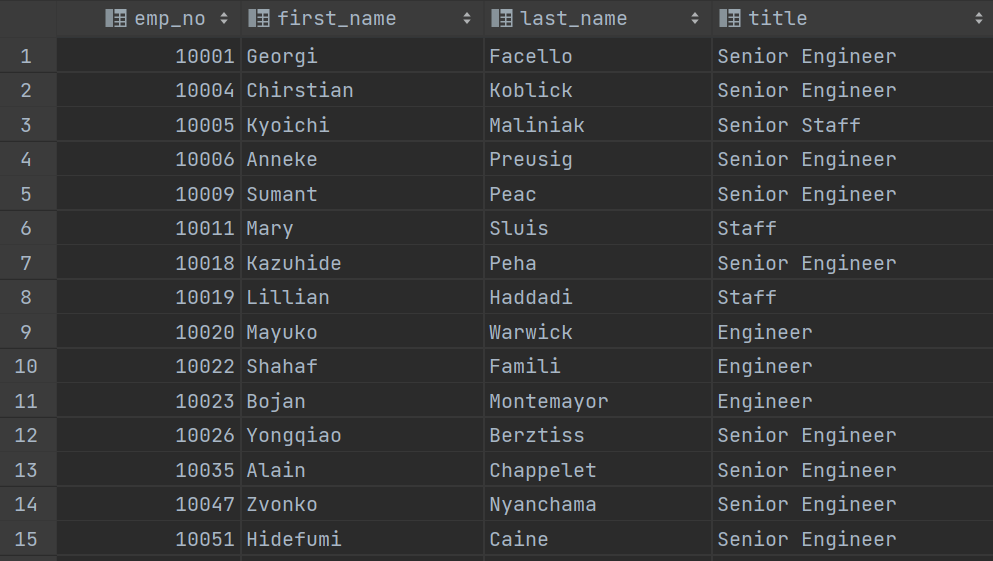 emp_no first_name last_name title
1 10001 Georgi Facello Senior Engineer
2 10004 Chirstian Koblick Senior Engineer
3 10005 Kyoichi Maliniak Senior Staff
4 10006 Anneke Preusig Senior Engineer
5 10009 Sumant Peac Senior Engineer
6 10011 Mary Sluis Staff
7 10018 Kazuhide Peha Senior Engineer
8 10019 Lillian Haddadi Staff
9 10020 Mayuko Warwick Engineer
10 10022 Shahaf Famili Engineer
11 10023 Bojan Montemayor Engineer
12 10026 Yongqiao Berztiss Senior Engineer
13 10035 Alain Chappelet Senior Engineer
14 10047 Zvonko Nyanchama Senior Engineer
15 10051 Hidefumi Caine Senior Engineer